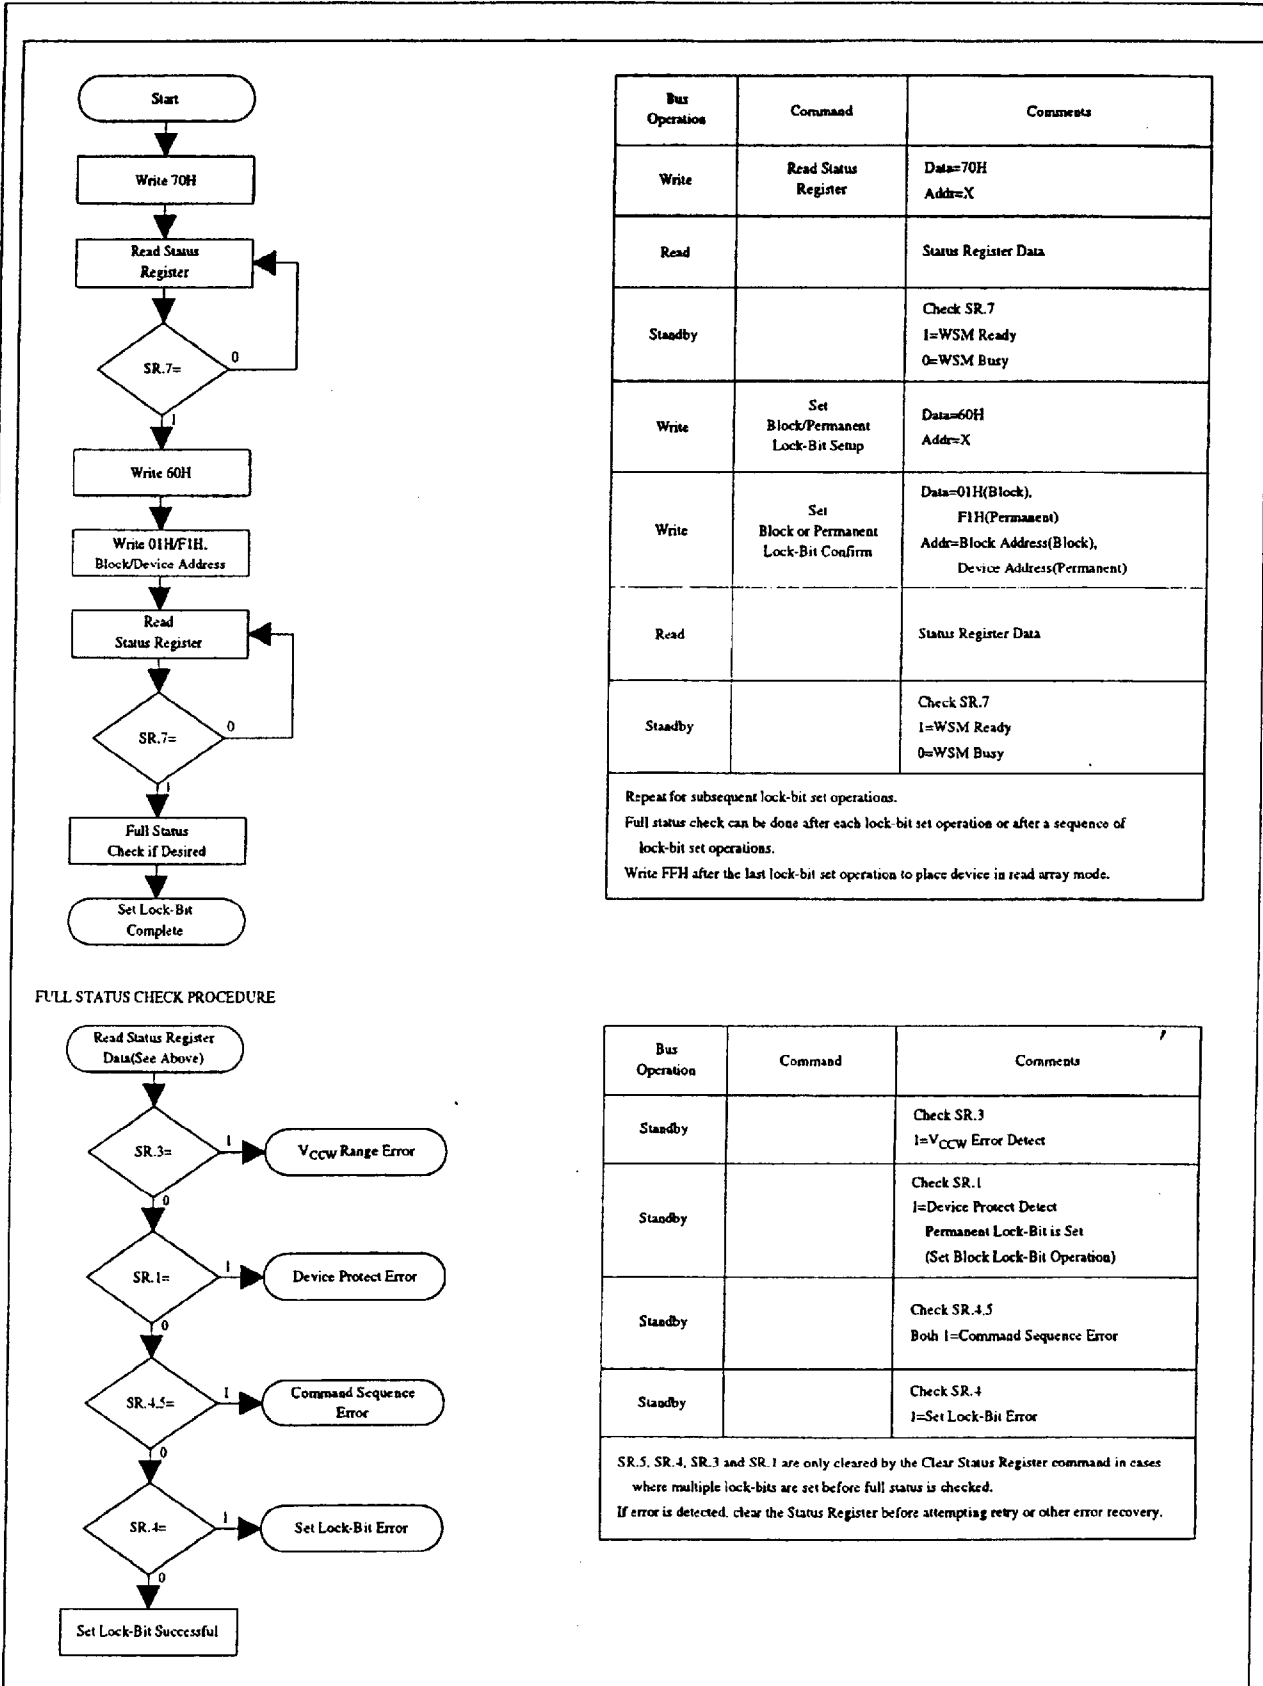 Start
Write 70H
Read Status
Register
SR.7=
0
1
Write 60H
Write 01H/F1H,
Block/Device Address
Read
Status Register
SR.7=
0
1
Full Status
Check if Desired
Set Lock-Bit
Complete
Bus
Operation
Command
Comments
Write
Read Status
Register
Data=70H
Addr=X
Read
Status Register Data
Standby
Check SR.7
1=WSM Ready
0=WSM Busy
Write
Set
Block/Permanent
Lock-Bit Setup
Data=60H
Addr=X
Write
Set
Block or Permanent
Lock-Bit Confirm
Data=01H(Block),
F1H(Permanent)
Addr=Block Address(Block),
Device Address(Permanent)
Read
Status Register Data
Standby
Check SR.7
1=WSM Ready
0=WSM Busy
Repeat for subsequent lock-bit set operations.
Full status check can be done after each lock-bit set operation or after a sequence of
lock-bit set operations.
Write FFH after the last lock-bit set operation to place device in read array mode.
FULL STATUS CHECK PROCEDURE
Read Status Register
Data(See Above)
SR.3=
1
VCCW Range Error
0
SR.1=
1
Device Protect Error
0
SR.4,5=
1
Command Sequence
Error
0
SR.4=
1
Set Lock-Bit Error
0
Set Lock-Bit Successful
Bus
Operation
Command
Comments
Standby
Check SR.3
1=VCCW Error Detect
Standby
Check SR.1
1=Device Protect Detect
Permanent Lock-Bit is Set
(Set Block Lock-Bit Operation)
Standby
Check SR.4,5
Both 1=Command Sequence Error
Standby
Check SR.4
1=Set Lock-Bit Error
SR.5, SR.4, SR.3 and SR.1 are only cleared by the Clear Status Register command in cases
where multiple lock-bits are set before full status is checked.
If error is detected, clear the Status Register before attempting retry or other error recovery.